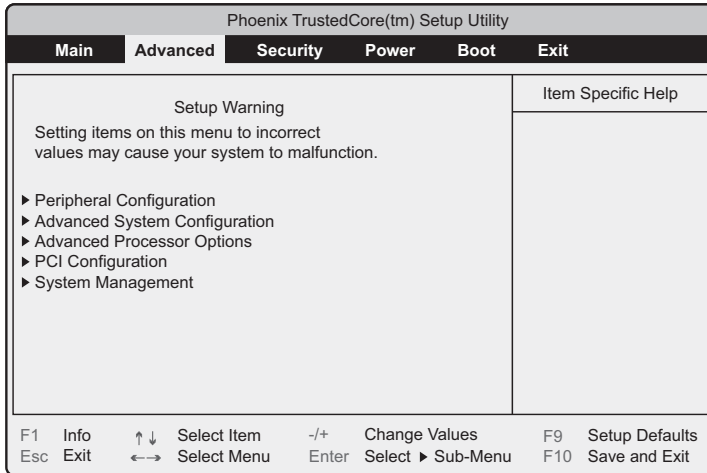 Phoenix TrustedCore(tm) Setup Utility
Main Advanced Security Power Boot Exit
Setup Warning
Setting items on this menu to incorrect
values may cause your system to malfunction.
▶ Peripheral Configuration
▶ Advanced System Configuration
▶ Advanced Processor Options
▶ PCI Configuration
▶ System Management
Item Specific Help
F1 Info ↑↓ Select Item -/+ Change Values F9 Setup Defaults
Esc Exit ←→ Select Menu Enter Select ▶ Sub-Menu F10 Save and Exit